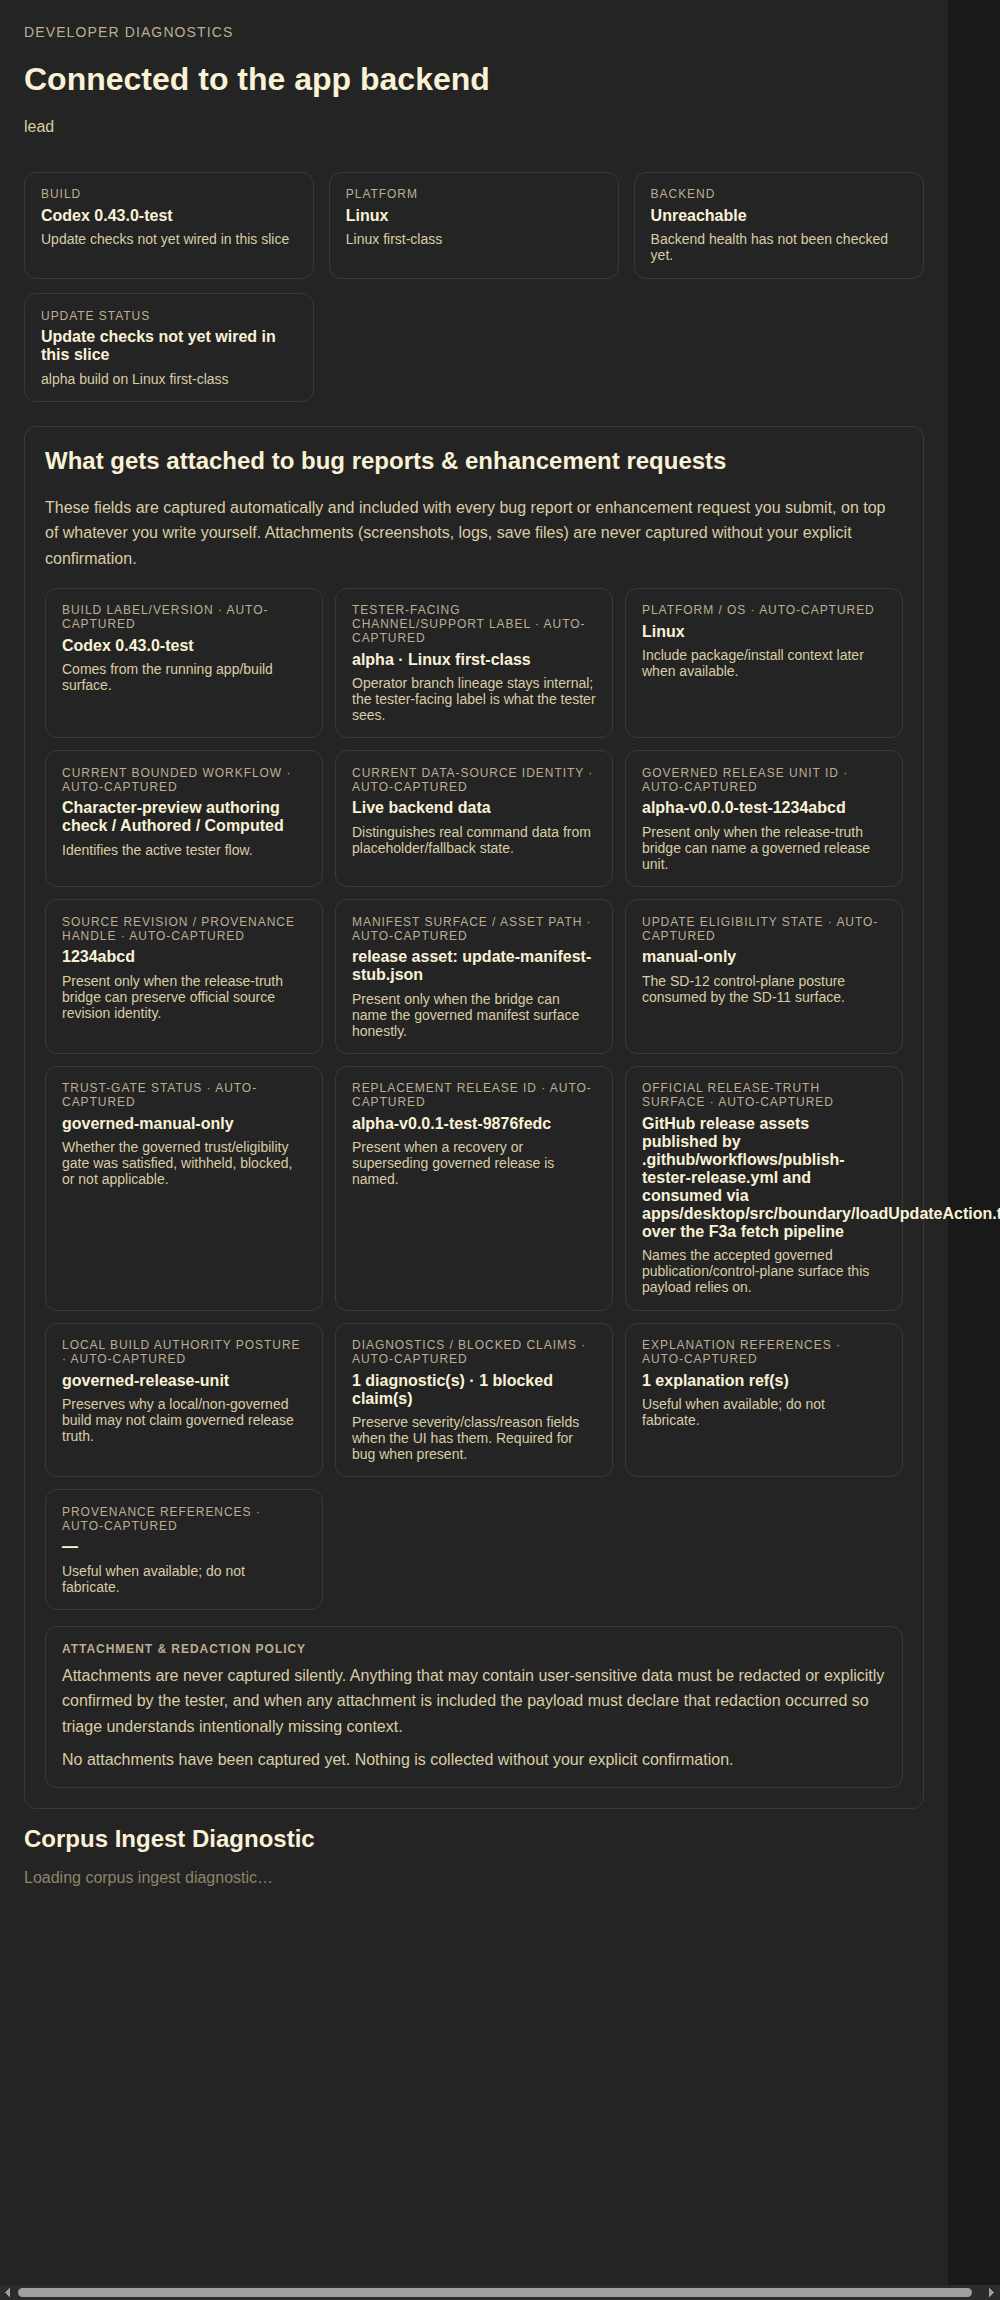 DEVELOPER DIAGNOSTICS
Connected to the app backend
lead
BUILD
Codex 0.43.0-test
Update checks not yet wired in this slice
PLATFORM
Linux
Linux first-class
BACKEND
Unreachable
Backend health has not been checked
yet.
UPDATE STATUS
Update checks not yet wired in
this slice
alpha build on Linux first-class
What gets attached to bug reports & enhancement requests
These fields are captured automatically and included with every bug report or enhancement request you submit, on top
of whatever you write yourself. Attachments (screenshots, logs, save files) are never captured without your explicit
confirmation.
BUILD LABEL/VERSION · AUTO-
CAPTURED
Codex 0.43.0-test
Comes from the running app/build
surface.
TESTER-FACING
CHANNEL/SUPPORT LABEL · AUTO-
CAPTURED
alpha · Linux first-class
Operator branch lineage stays internal;
the tester-facing label is what the tester
sees.
PLATFORM / OS · AUTO-CAPTURED
Linux
Include package/install context later
when available.
CURRENT BOUNDED WORKFLOW ·
AUTO-CAPTURED
Character-preview authoring
check / Authored / Computed
Identifies the active tester flow.
CURRENT DATA-SOURCE IDENTITY ·
AUTO-CAPTURED
Live backend data
Distinguishes real command data from
placeholder/fallback state.
GOVERNED RELEASE UNIT ID ·
AUTO-CAPTURED
alpha-v0.0.0-test-1234abcd
Present only when the release-truth
bridge can name a governed release
unit.
SOURCE REVISION / PROVENANCE
HANDLE · AUTO-CAPTURED
1234abcd
Present only when the release-truth
bridge can preserve official source
revision identity.
MANIFEST SURFACE / ASSET PATH ·
AUTO-CAPTURED
release asset: update-manifest-
stub.json
Present only when the bridge can
name the governed manifest surface
honestly.
UPDATE ELIGIBILITY STATE · AUTO-
CAPTURED
manual-only
The SD-12 control-plane posture
consumed by the SD-11 surface.
TRUST-GATE STATUS · AUTO-
CAPTURED
governed-manual-only
Whether the governed trust/eligibility
gate was satisfied, withheld, blocked,
or not applicable.
REPLACEMENT RELEASE ID · AUTO-
CAPTURED
alpha-v0.0.1-test-9876fedc
Present when a recovery or
superseding governed release is
named.
OFFICIAL RELEASE-TRUTH
SURFACE · AUTO-CAPTURED
GitHub release assets
published by
.github/workflows/publish-
tester-release.yml and
consumed via
apps/desktop/src/boundary/loadUpdateAction.t
over the F3a fetch pipeline
Names the accepted governed
publication/control-plane surface this
payload relies on.
LOCAL BUILD AUTHORITY POSTURE
· AUTO-CAPTURED
governed-release-unit
Preserves why a local/non-governed
build may not claim governed release
truth.
DIAGNOSTICS / BLOCKED CLAIMS ·
AUTO-CAPTURED
1 diagnostic(s) · 1 blocked
claim(s)
Preserve severity/class/reason fields
when the UI has them. Required for
bug when present.
EXPLANATION REFERENCES ·
AUTO-CAPTURED
1 explanation ref(s)
Useful when available; do not
fabricate.
PROVENANCE REFERENCES ·
AUTO-CAPTURED
—
Useful when available; do not
fabricate.
ATTACHMENT & REDACTION POLICY
Attachments are never captured silently. Anything that may contain user-sensitive data must be redacted or explicitly
confirmed by the tester, and when any attachment is included the payload must declare that redaction occurred so
triage understands intentionally missing context.
No attachments have been captured yet. Nothing is collected without your explicit confirmation.
Corpus Ingest Diagnostic
Loading corpus ingest diagnostic…